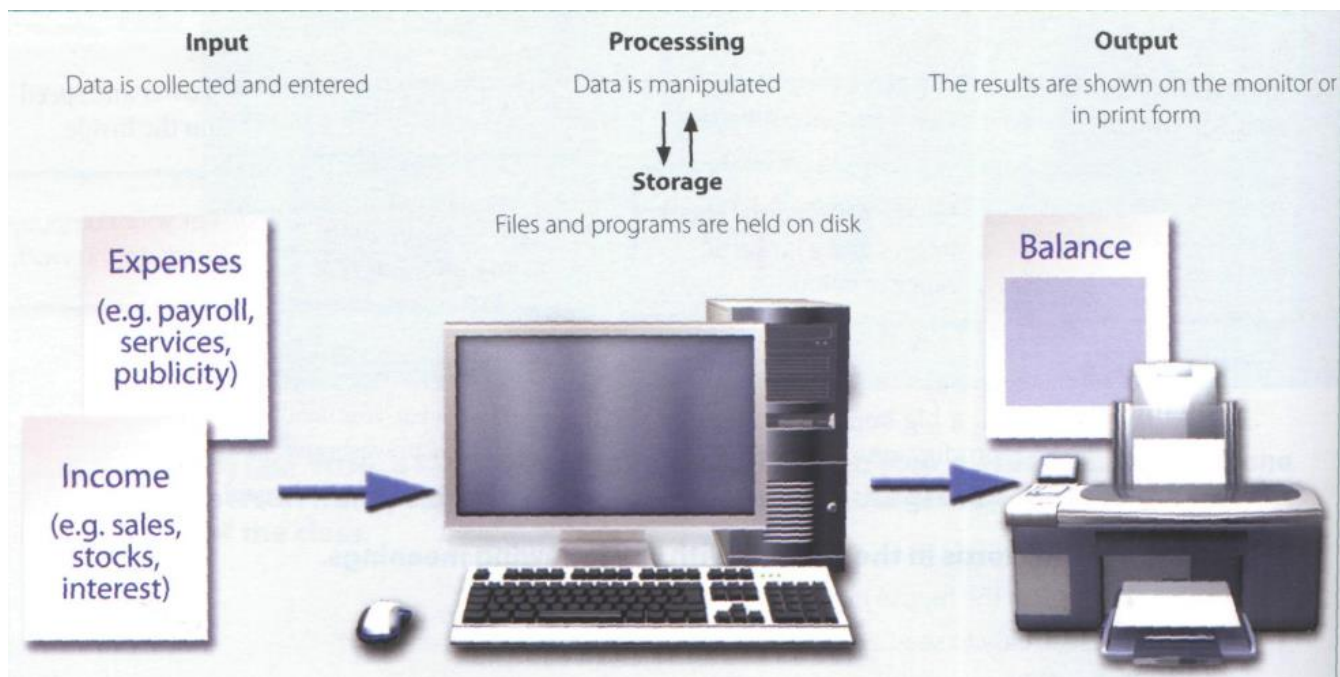 Input
Data is collected and entered
Processsing
Data is manipulated
Storage
Files and programs are held on disk
Output
The results are shown on the monitor or
in print form
Expenses
(e.g. payroll,
services,
publicity)
Income
(e.g. sales,
stocks,
interest)
Balance